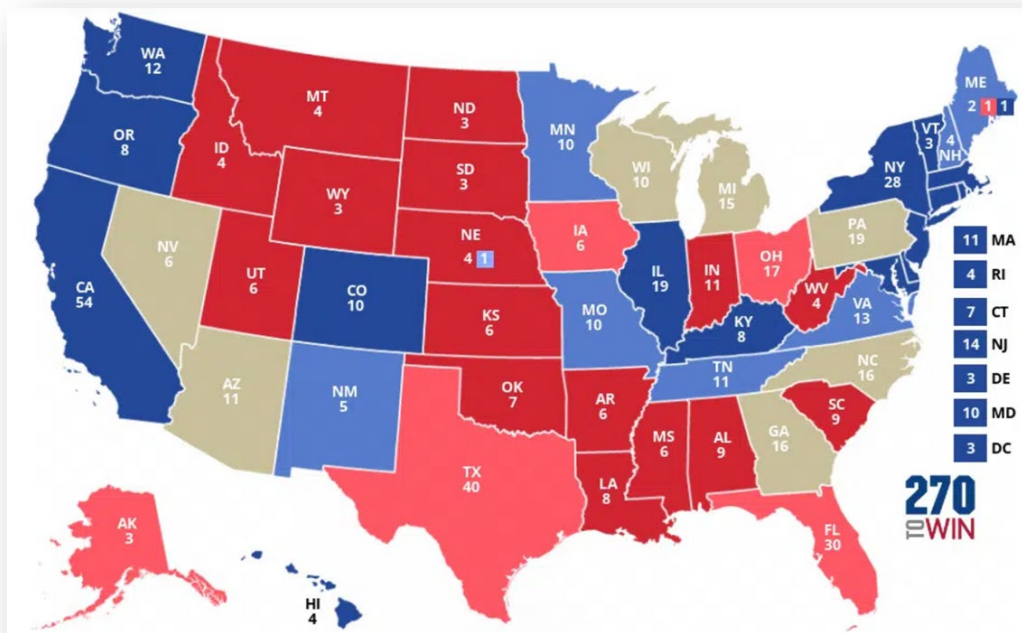 WA
12
OR
8
CA
54
NV
6
ID
4
MT
4
WY
3
UT
6
AZ
11
CO
10
NM
5
ND
3
SD
3
NE
4 1
KS
6
OK
7
TX
40
MN
10
IA
6
MO
10
AR
6
LA
8
WI
10
IL
19
MI
15
IN
11
OH
17
KY
8
TN
11
MS
6
AL
9
GA
16
FL
30
SC
9
NC
16
VA
13
WV
4
PA
19
NY
28
VT
3
4
NH
ME
2 1 1
11 MA
4 RI
7 CT
14 NJ
3 DE
10 MD
3 DC
AK
3
HI
4
270
TO WIN